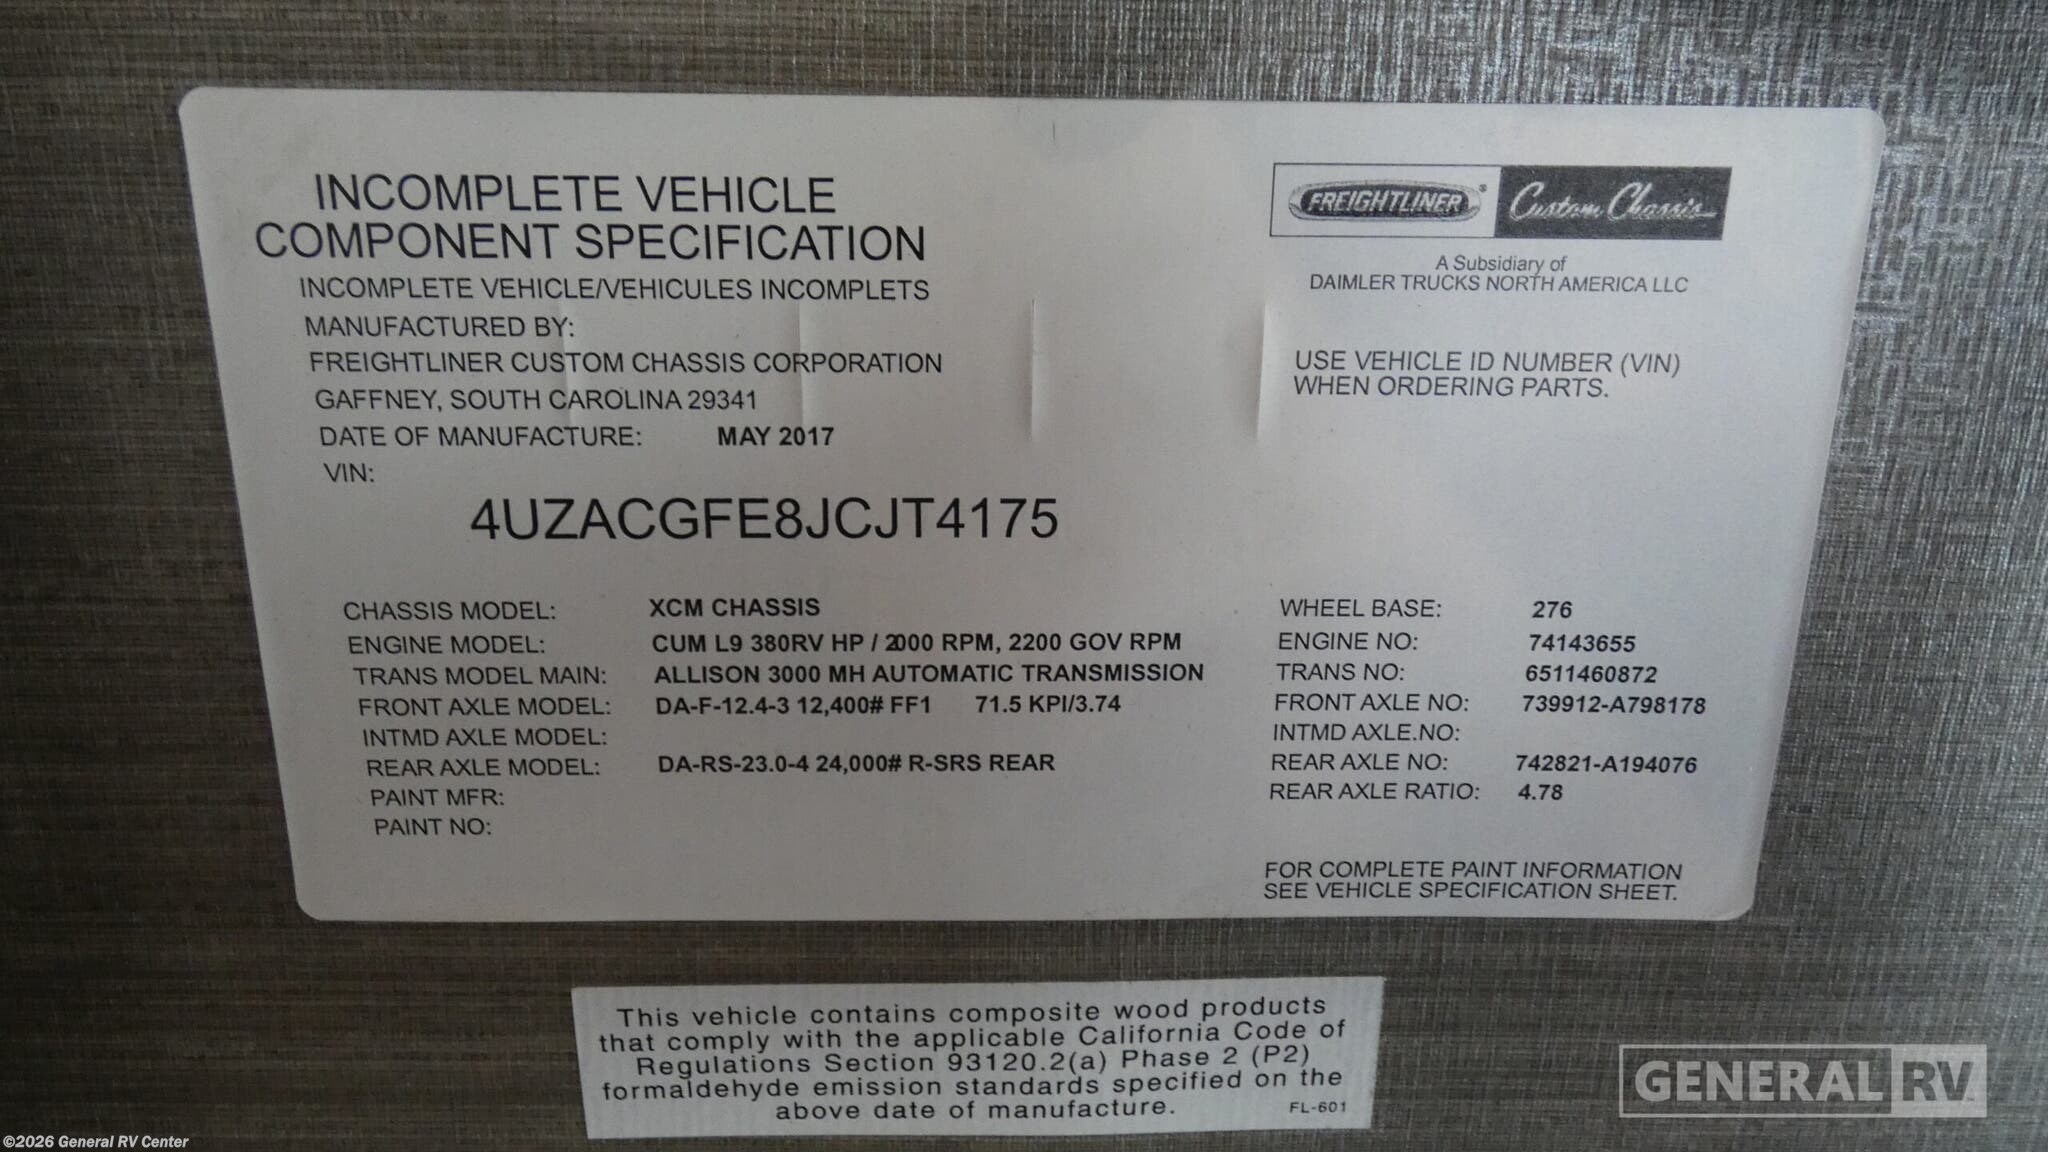 INCOMPLETE VEHICLE
COMPONENT SPECIFICATION
INCOMPLETE VEHICLE/VEHICULES INCOMPLETS
MANUFACTURED BY:
FREIGHTLINER CUSTOM CHASSIS CORPORATION
GAFFNEY, SOUTH CAROLINA 29341
DATE OF MANUFACTURE: MAY 2017
VIN:
4UZACGFE8JCJT4175
FREIGHTLINER® Custom Chassis
A Subsidiary of
DAIMLER TRUCKS NORTH AMERICA LLC
USE VEHICLE ID NUMBER (VIN)
WHEN ORDERING PARTS.
CHASSIS MODEL: XCM CHASSIS
ENGINE MODEL: CUM L9 380RV HP / 2000 RPM, 2200 GOV RPM
TRANS MODEL MAIN: ALLISON 3000 MH AUTOMATIC TRANSMISSION
FRONT AXLE MODEL: DA-F-12.4-3 12,400# FF1 71.5 KPI/3.74
INTMD AXLE MODEL:
REAR AXLE MODEL: DA-RS-23.0-4 24,000# R-SRS REAR
PAINT MFR:
PAINT NO:
WHEEL BASE: 276
ENGINE NO: 74143655
TRANS NO: 6511460872
FRONT AXLE NO: 739912-A798178
INTMD AXLE.NO:
REAR AXLE NO: 742821-A194076
REAR AXLE RATIO: 4.78
FOR COMPLETE PAINT INFORMATION
SEE VEHICLE SPECIFICATION SHEET.
This vehicle contains composite wood products
that comply with the applicable California Code of
Regulations Section 93120.2(a) Phase 2 (P2)
formaldehyde emission standards specified on the
above date of manufacture. FL-601
GENERAL RV
©2026 General RV Center